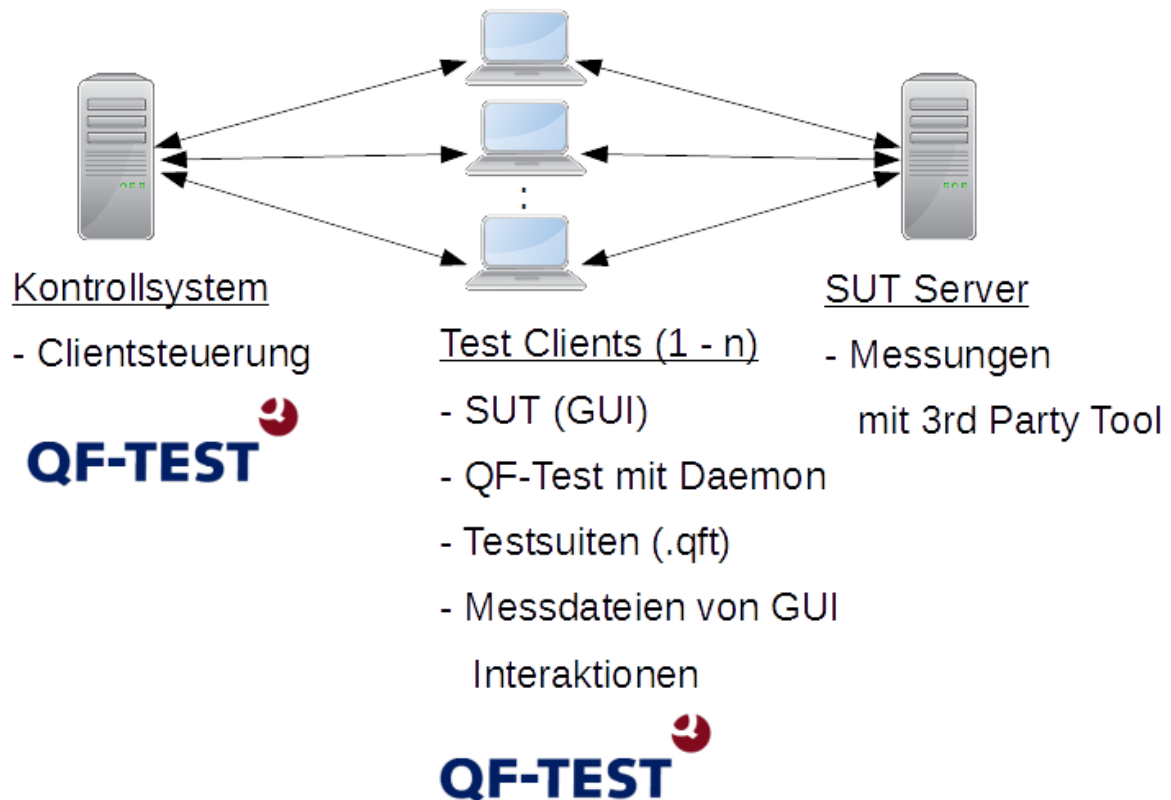 Kontrollsystem
- Clientsteuerung
QF-TEST
:
Test Clients (1 - n)
- SUT (GUI)
- QF-Test mit Daemon
- Testsuiten (.qft)
- Messdateien von GUI
Interaktionen
QF-TEST
SUT Server
- Messungen
mit 3rd Party Tool